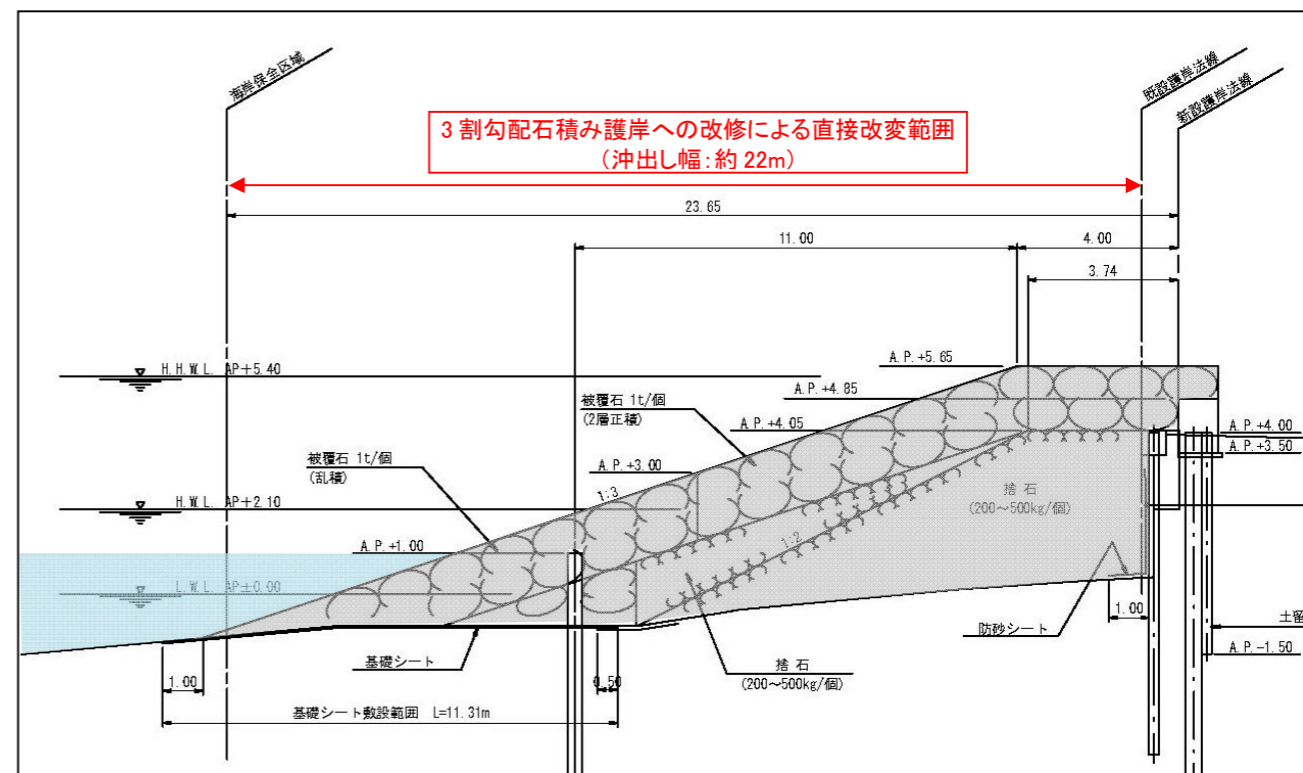 海岸保全区域
既設護岸法線
新設護岸法線
3割勾配石積み護岸への改修による直接改変範囲
（沖出し幅：約22m）
23.65
11.00
4.00
3.74
H.H.W.L. AP+5.40
A.P.+5.65
A.P.+4.85
被覆石 1t/個
(2層正積)
A.P.+4.05
A.P.+4.00
A.P.+3.50
被覆石 1t/個
(乱積)
A.P.+3.00
1:3
捨石
(200～500kg/個)
H.W.L. AP+2.10
1:2
A.P.+1.00
L.W.L. AP±0.00
1.00
土留
防砂シート
A.P.-1.50
基礎シート
捨石
(200～500kg/個)
1.00
0.50
基礎シート敷設範囲 L=11.31m